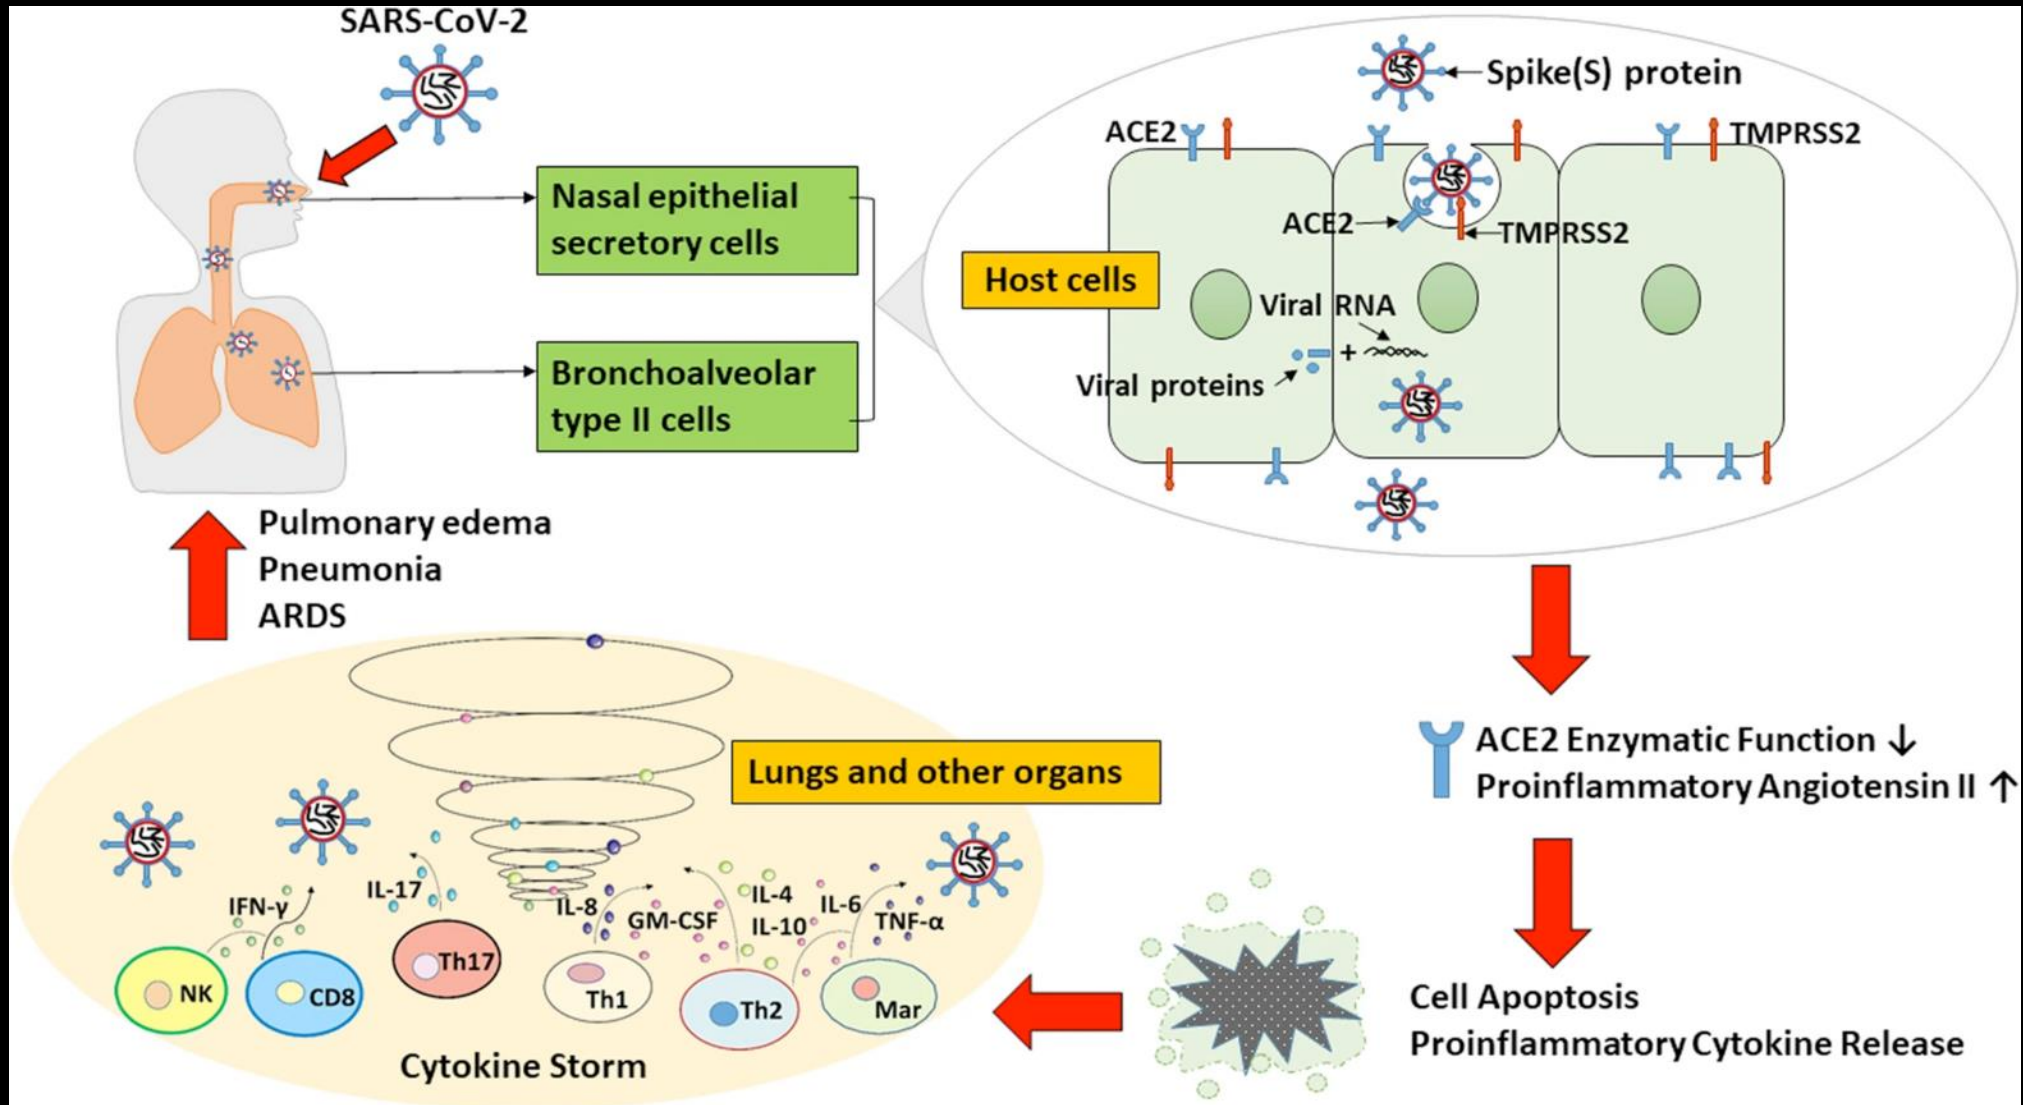 SARS-CoV-2
Nasal epithelial
secretory cells
Bronchoalveolar
type II cells
Spike(S) protein
ACE2
TMPRSS2
ACE2
TMPRSS2
Host cells
Viral RNA
+
Viral proteins
ACE2 Enzymatic Function ↓
Proinflammatory Angiotensin II ↑
Cell Apoptosis
Proinflammatory Cytokine Release
Pulmonary edema
Pneumonia
ARDS
Lungs and other organs
IFN-γ
IL-17
IL-8
GM-CSF
IL-4
IL-10
IL-6
TNF-α
NK
CD8
Th17
Th1
Th2
Mar
Cytokine Storm